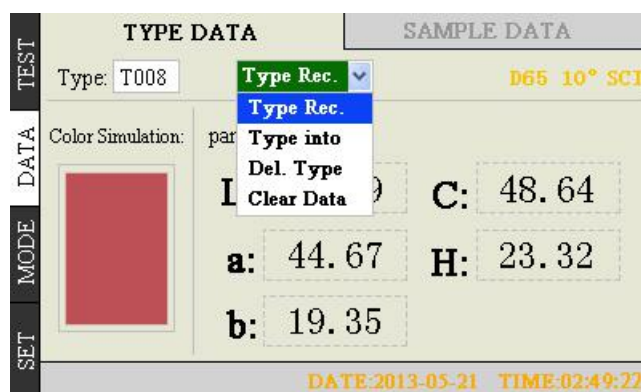 TYPE DATA
SAMPLE DATA
TEST
DATA
MODE
SET
Type: T008
Type Rec.
D65 10° SCI
Type Rec.
Type into
Del. Type
Clear Data
Color Simulation:
C: 48.64
a: 44.67
H: 23.32
b: 19.35
DATE:2013-05-21 TIME:02:49:27